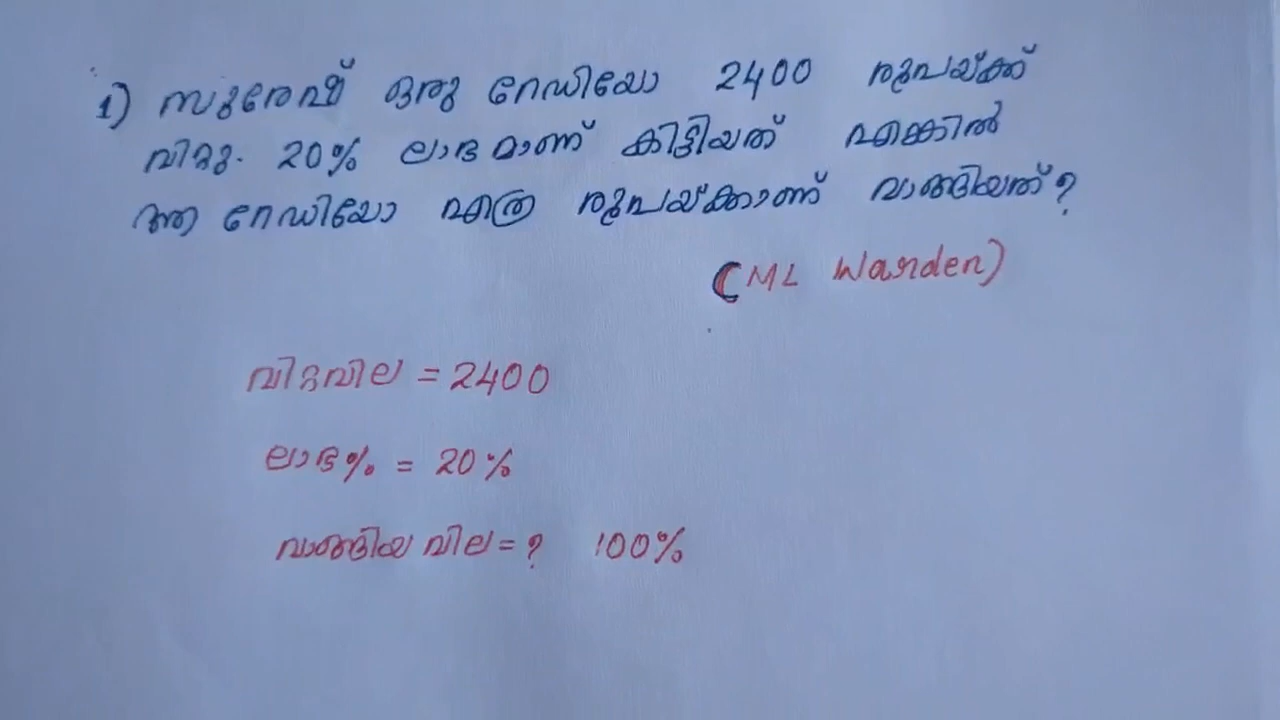 1) സുരേഷ് ഒരു റേഡിയോ 2400 രൂപയ്ക്ക്
വിറ്റു. 20% ലാഭമാണ് കിട്ടിയത് എങ്കിൽ
ആ റേഡിയോ എത്ര രൂപയ്ക്കാണ് വാങ്ങിയത്?
(ML Warden)
വിറ്റവില = 2400
ലാഭ% = 20%
വാങ്ങിയ വില = ? 100%